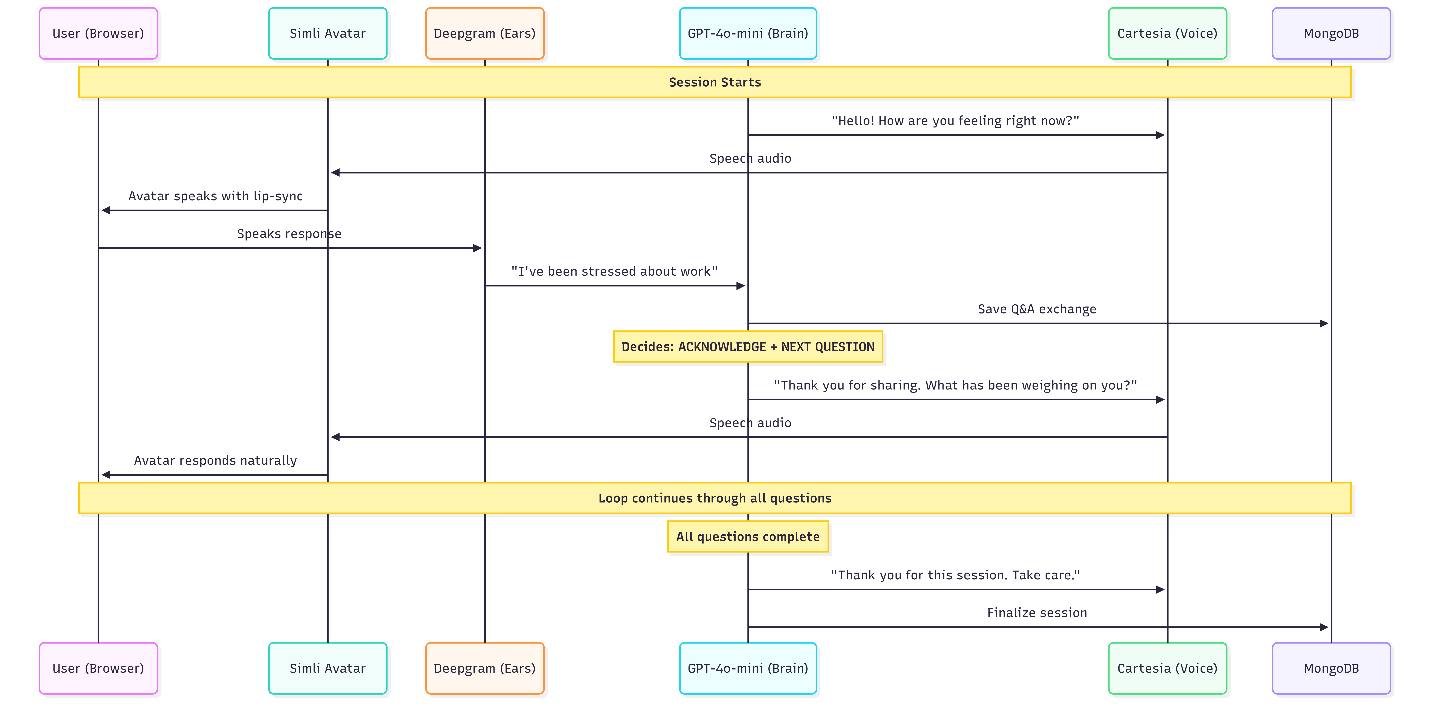 User (Browser)
Simli Avatar
Deepgram (Ears)
GPT-4o-mini (Brain)
Cartesia (Voice)
MongoDB
Session Starts
"Hello! How are you feeling right now?"
Speech audio
Avatar speaks with lip-sync
Speaks response
"I've been stressed about work"
Save Q&A exchange
Decides: ACKNOWLEDGE + NEXT QUESTION
"Thank you for sharing. What has been weighing on you?"
Speech audio
Avatar responds naturally
Loop continues through all questions
All questions complete
"Thank you for this session. Take care."
Finalize session
User (Browser)
Simli Avatar
Deepgram (Ears)
GPT-4o-mini (Brain)
Cartesia (Voice)
MongoDB